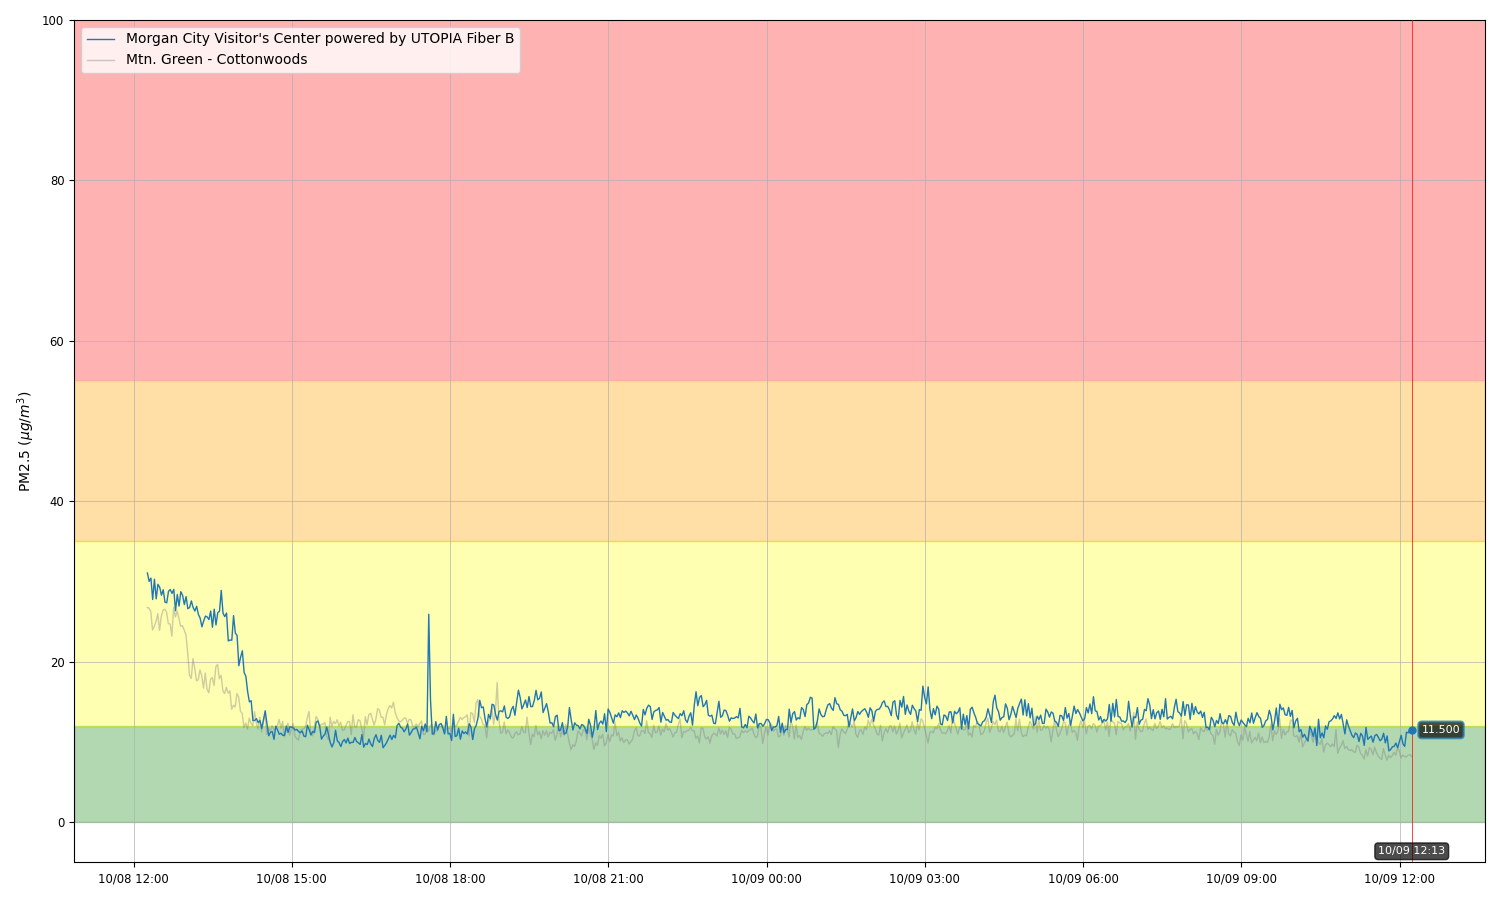 100
Morgan City Visitor's Center powered by UTOPIA Fiber B
Mtn. Green - Cottonwoods
80
60
PM2.5 (μg/m³)
40
20
11.500
0
10/09 12:13
10/08 12:00 10/08 15:00 10/08 18:00 10/08 21:00 10/09 00:00 10/09 03:00 10/09 06:00 10/09 09:00 10/09 12:00